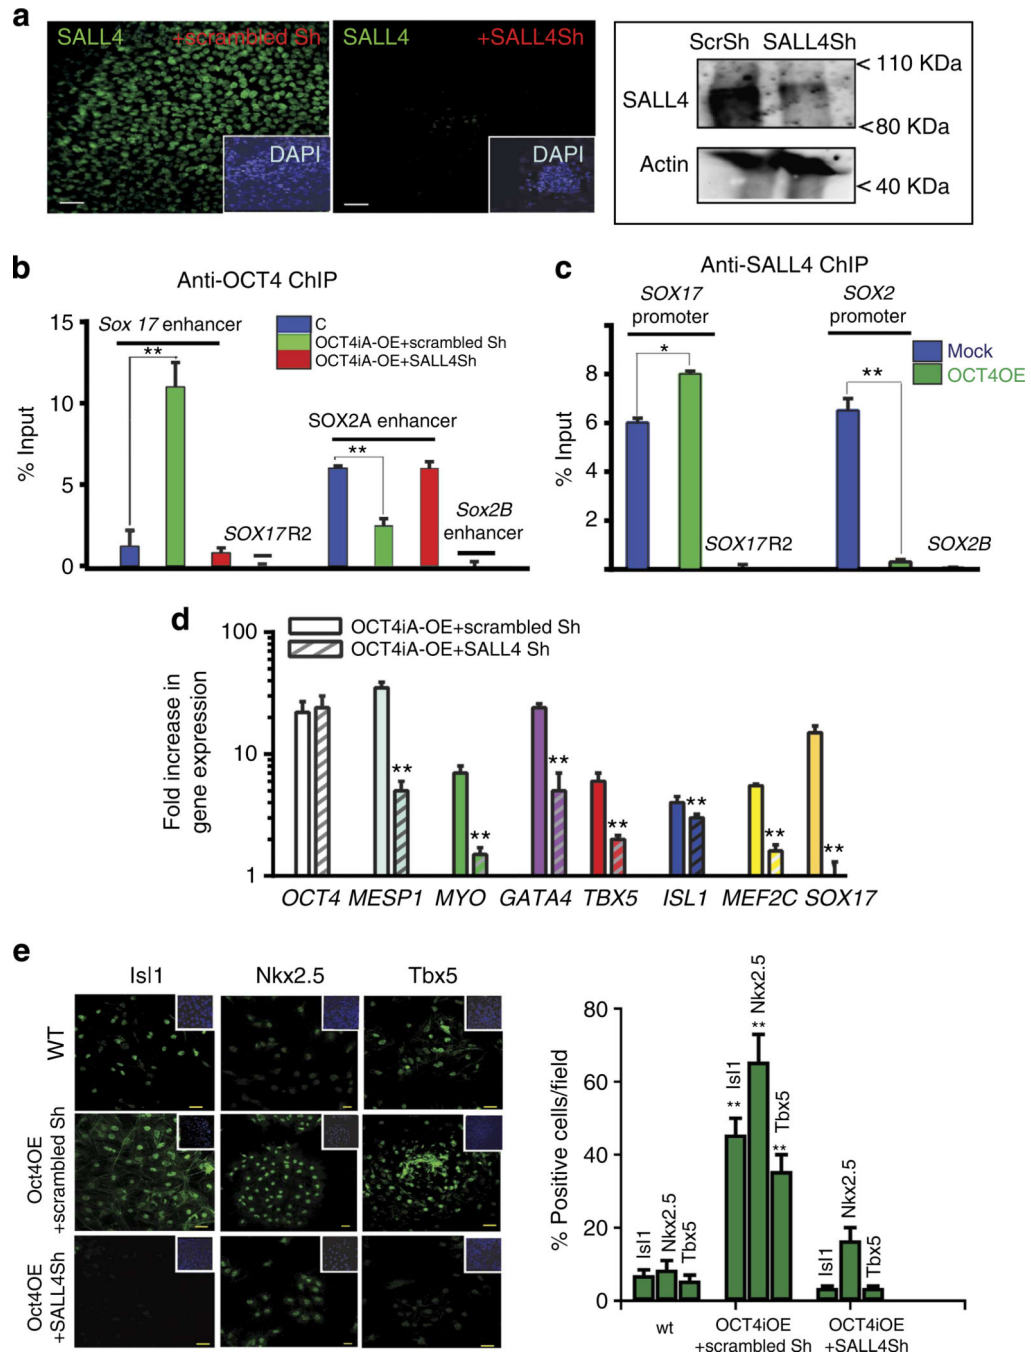 a
SALL4 +scrambled Sh
DAPI
SALL4 +SALL4Sh
DAPI
ScrSh SALL4Sh
SALL4
< 110 KDa
< 80 KDa
Actin
< 40 KDa
b
Anti-OCT4 ChIP
Sox 17 enhancer
**
C
OCT4iA-OE+scrambled Sh
OCT4iA-OE+SALL4Sh
SOX2A enhancer
**
SOX17R2
Sox2B
enhancer
% Input
15
10
5
0
c
Anti-SALL4 ChIP
SOX17
promoter
SOX2
promoter
Mock
OCT4OE
*
**
SOX17R2
SOX2B
% Input
8
6
4
2
d
OCT4iA-OE+scrambled Sh
OCT4iA-OE+SALL4 Sh
Fold increase in
gene expression
100
10
1
** ** ** ** ** ** **
OCT4 MESP1 MYO GATA4 TBX5 ISL1 MEF2C SOX17
e
Isl1 Nkx2.5 Tbx5
WT
Oct4OE
+scrambled Sh
Oct4OE
+SALL4Sh
% Positive cells/field
80
60
40
20
0
Isl1
Nkx2.5
Tbx5
** Isl1
** Nkx2.5
** Tbx5
Isl1
Nkx2.5
Tbx5
wt
OCT4iOE
+scrambled Sh
OCT4iOE
+SALL4Sh